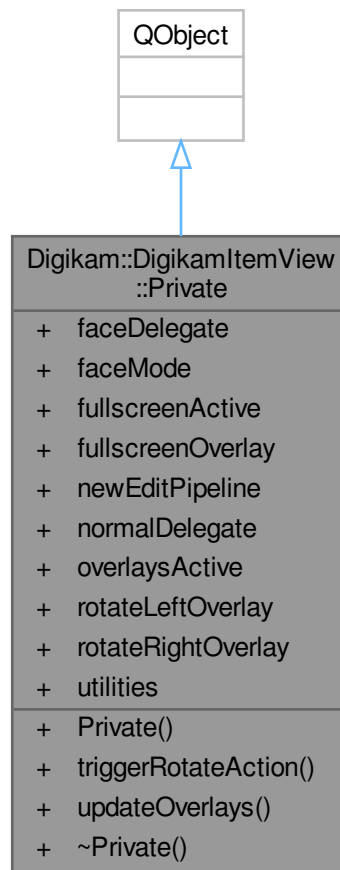 QObject
Digikam::DigikamItemView
::Private
+ faceDelegate
+ faceMode
+ fullscreenActive
+ fullscreenOverlay
+ newEditPipeline
+ normalDelegate
+ overlaysActive
+ rotateLeftOverlay
+ rotateRightOverlay
+ utilities
+ Private()
+ triggerRotateAction()
+ updateOverlays()
+ ~Private()